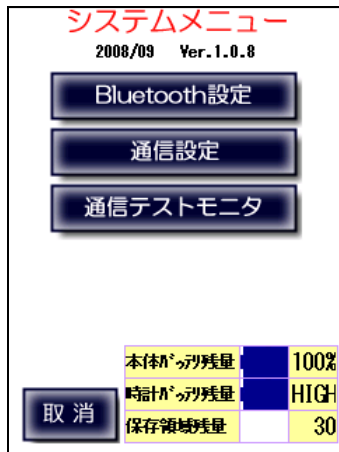 システムメニュー
2008/09 Ver.1.0.8
Bluetooth設定
通信設定
通信テストモニタ
本体ﾊﾞｯﾃﾘ残量 100%
時計ﾊﾞｯﾃﾘ残量 HIGH
保存領域残量 30
取消